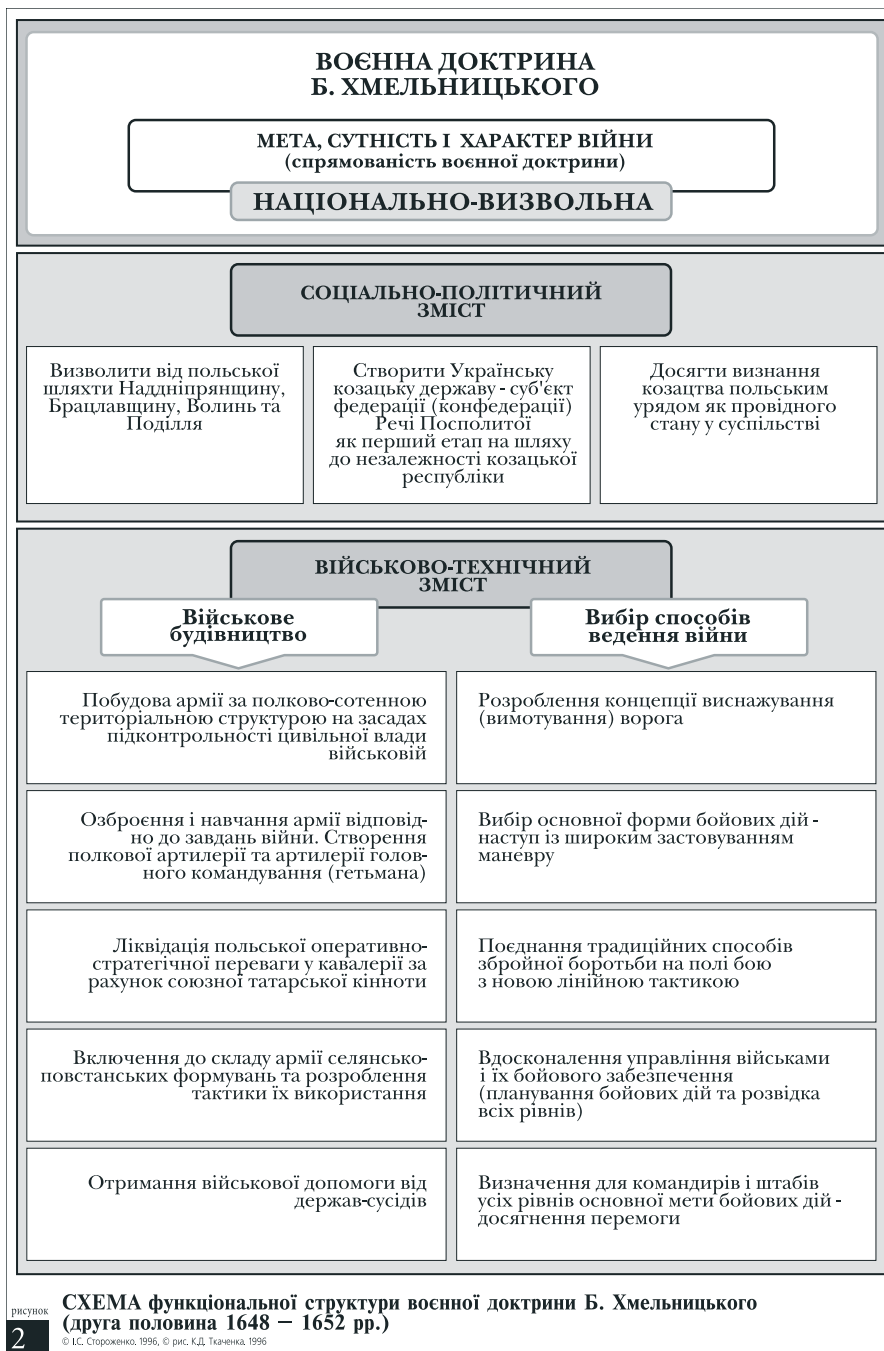 ВОЄННА ДОКТРИНА
Б. ХМЕЛЬНИЦЬКОГО
МЕТА, СУТНІСТЬ І ХАРАКТЕР ВІЙНИ
(спрямованість воєнної доктрини)
НАЦІОНАЛЬНО-ВИЗВОЛЬНА
СОЦІАЛЬНО-ПОЛІТИЧНИЙ
ЗМІСТ
Визволити від польської
шляхти Наддніпрянщину,
Брацлавщину, Волинь та
Поділля
Створити Українську
козацьку державу - суб'єкт
федерації (конфедерації)
Речі Посполитої
як перший етап на шляху
до незалежності козацької
республіки
Досягти визнання
козацтва польським
урядом як провідного
стану у суспільстві
ВІЙСЬКОВО-ТЕХНІЧНИЙ
ЗМІСТ
Військове
будівництво
Побудова армії за полково-сотенною
територіальною структурою на засадах
підконтрольності цивільної влади
військовій
Озброєння і навчання армії відповід-
но до завдань війни. Створення
полкової артилерії та артилерії голов-
ного командування (гетьмана)
Ліквідація польської оперативно-
стратегічної переваги у кавалерії за
рахунок союзної татарської кінноти
Включення до складу армії селянсько-
повстанських формувань та розроблення
тактики їх використання
Отримання військової допомоги від
держав-сусідів
Вибір способів
ведення війни
Розроблення концепції виснажування
(вимотування) ворога
Вибір основної форми бойових дій -
наступ із широким застовуванням
маневру
Поєднання традиційних способів
збройної боротьби на полі бою
з новою лінійною тактикою
Вдосконалення управління військами
і їх бойового забезпечення
(планування бойових дій та розвідка
всіх рівнів)
Визначення для командирів і штабів
усіх рівнів основної мети бойових дій -
досягнення перемоги
рисунок
2
СХЕМА функціональної структури воєнної доктрини Б. Хмельницького
(друга половина 1648 — 1652 рр.)
© І.С. Стороженко, 1996, © рис. К.Д. Ткаченка, 1996